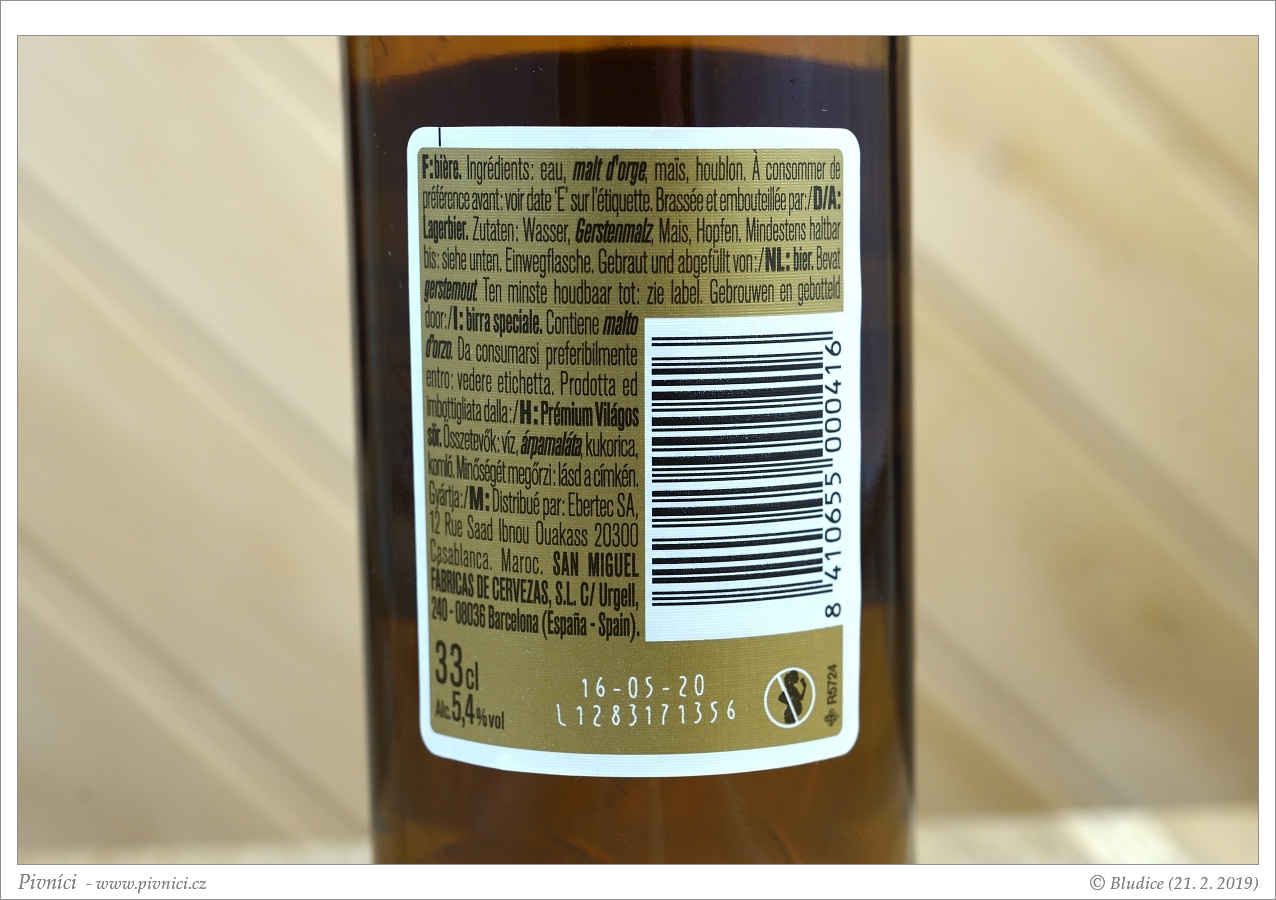 F: bière. Ingrédients: eau, malt d'orge, maïs, houblon. À consommer de
préférence avant: voir date 'E' sur l'étiquette. Brassée et embouteillée par:/D/A:
Lagerbier. Zutaten: Wasser, Gerstenmalz, Mais, Hopfen. Mindestens haltbar
bis: siehe unten. Einwegflasche. Gebraut und abgefüllt von:/NL: bier. Bevat
gerstemout. Ten minste houdbaar tot: zie label. Gebrouwen en gebotteld
door:/I: birra speciale. Contiene malto
d'orzo. Da consumarsi preferibilmente
entro: vedere etichetta. Prodotta ed
imbottigliata dalla:/H: Prémium Világos
sör. Összetevők: víz, árpamaláta, kukorica,
komló. Minőségét megőrzi: lásd a címkén.
Gyártja:/M: Distribué par: Ebertec SA,
12 Rue Saad Ibnou Ouakass 20300
Casablanca. Maroc. SAN MIGUEL
FÁBRICAS DE CERVEZAS, S.L. C/ Urgell,
240 - 08036 Barcelona (España - Spain).
8 410655 000416
33cl
Alc. 5,4% vol
16-05-20
L1283171356
R5724
Pivníci - www.pivnici.cz
© Bludice (21. 2. 2019)